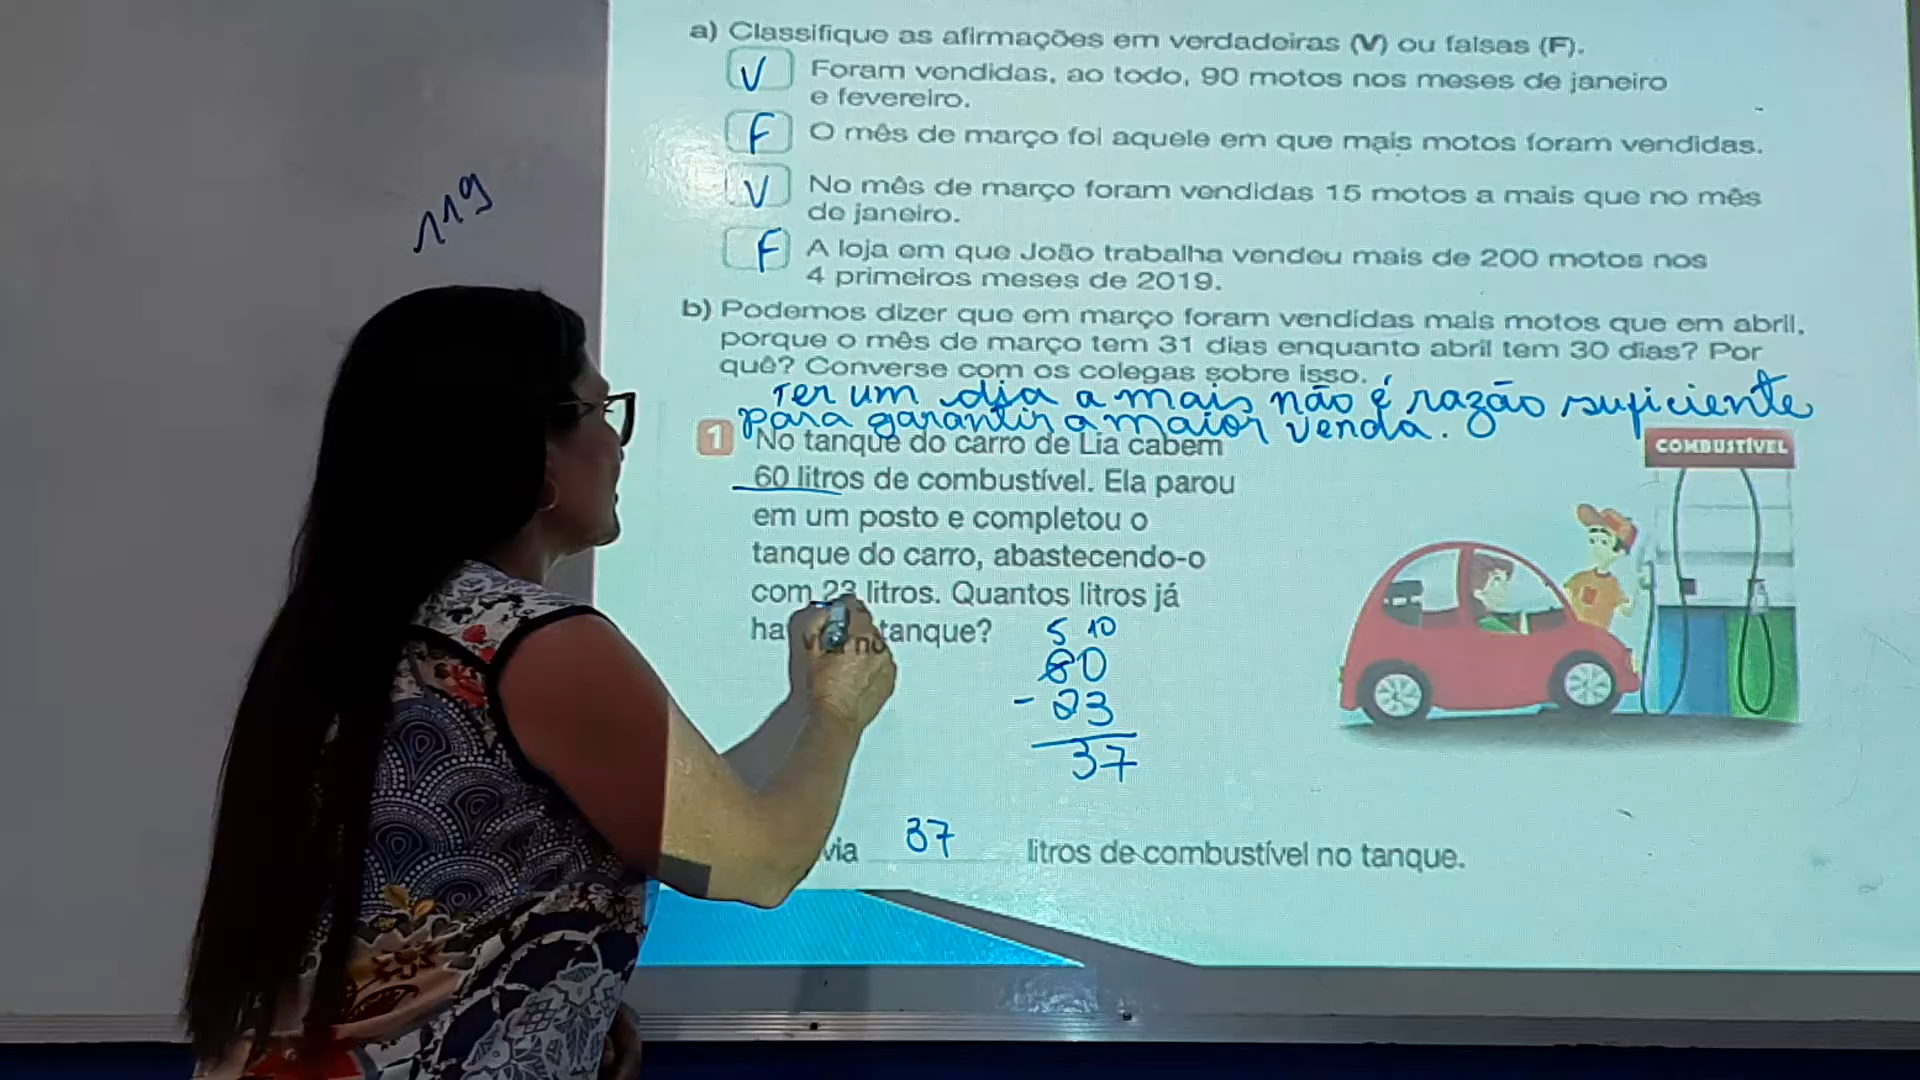 a) Classifique as afirmações em verdadeiras (V) ou falsas (F).
V Foram vendidas, ao todo, 90 motos nos meses de janeiro
e fevereiro.
F O mês de março foi aquele em que mais motos foram vendidas.
V No mês de março foram vendidas 15 motos a mais que no mês
de janeiro.
F A loja em que João trabalha vendeu mais de 200 motos nos
4 primeiros meses de 2019.
119
b) Podemos dizer que em março foram vendidas mais motos que em abril,
porque o mês de março tem 31 dias enquanto abril tem 30 dias? Por
quê? Converse com os colegas sobre isso.
Ter um dia a mais não é razão suficiente
para garantir a maior venda.
1 No tanque do carro de Lia cabem
60 litros de combustível. Ela parou
em um posto e completou o
tanque do carro, abastecendo-o
com 23 litros. Quantos litros já
havia no tanque?
COMBUSTÍVEL
5 10
60
- 23
37
via 37 litros de combustível no tanque.